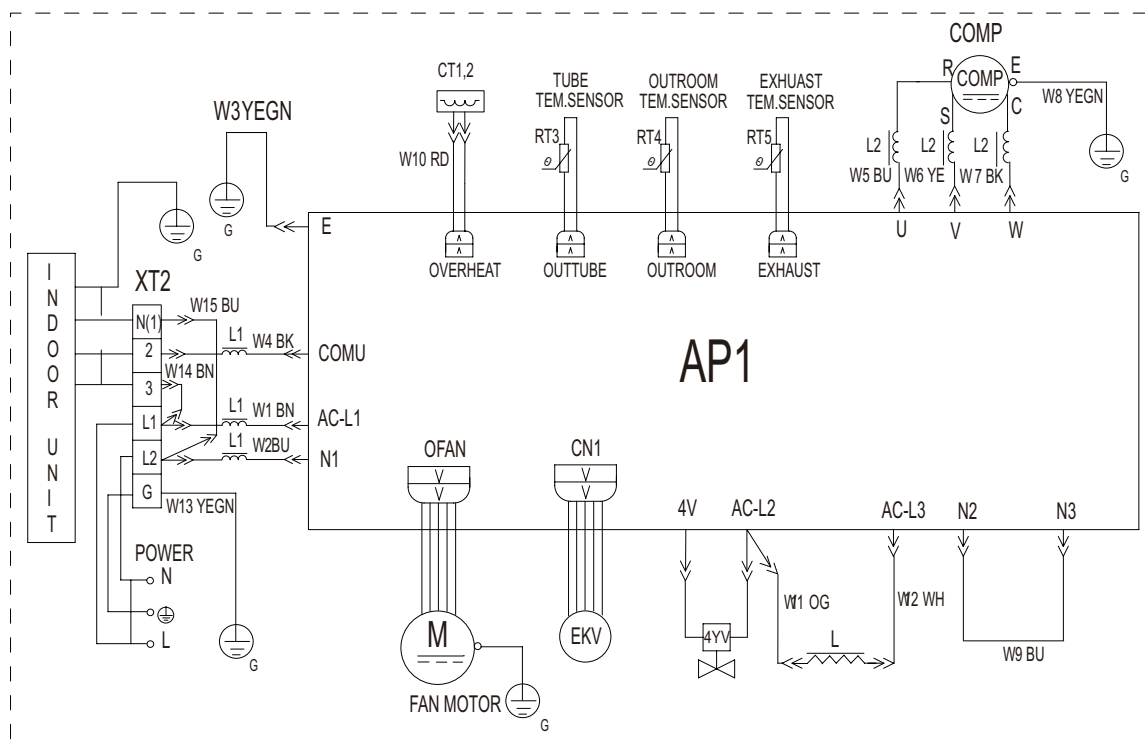 COMP
CT1,2
TUBE
TEM.SENSOR
OUTROOM
TEM.SENSOR
EXHUAST
TEM.SENSOR
R
COMP
E
S
C
W8 YEGN
G
W3YEGN
G
W10 RD
RT3
θ
RT4
θ
RT5
θ
L2
L2
L2
W5 BU
W6 YE
W7 BK
U
V
W
G
E
OVERHEAT
OUTTUBE
OUTROOM
EXHAUST
INDOOR UNIT
XT2
N(1)
2
3
L1
L2
G
W15 BU
L1
W4 BK
COMU
W14 BN
L1
W1 BN
AC-L1
L1
W2BU
N1
W13 YEGN
G
AP1
POWER
N
L
OFAN
M
FAN MOTOR
G
CN1
EKV
4V
AC-L2
AC-L3
N2
N3
4YV
W11 OG
L
W12 WH
W9 BU